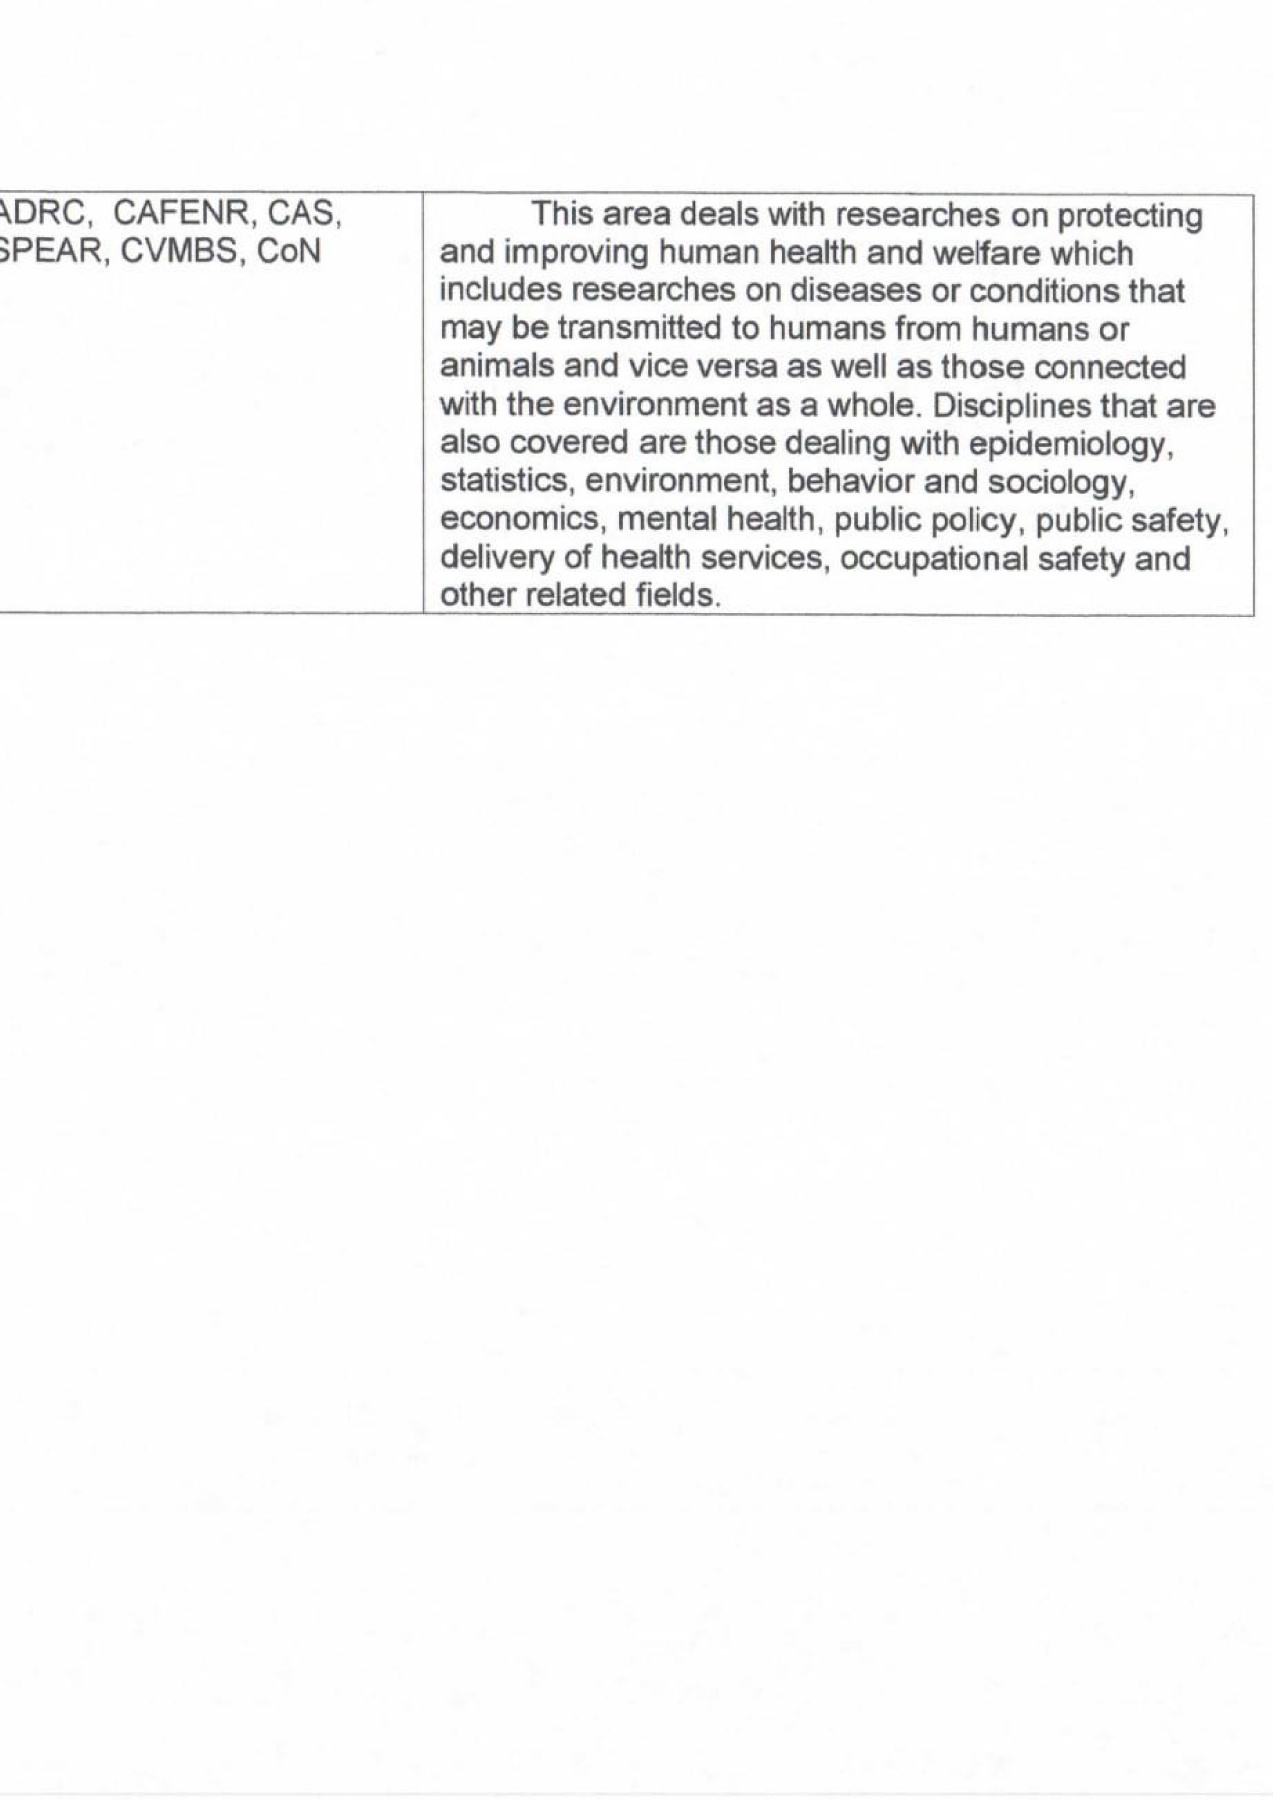 ADRC, CAFENR, CAS,
SPEAR, CVMBS, CoN
This area deals with researches on protecting
and improving human health and welfare which
includes researches on diseases or conditions that
may be transmitted to humans from humans or
animals and vice versa as well as those connected
with the environment as a whole. Disciplines that are
also covered are those dealing with epidemiology,
statistics, environment, behavior and sociology,
economics, mental health, public policy, public safety,
delivery of health services, occupational safety and
other related fields.